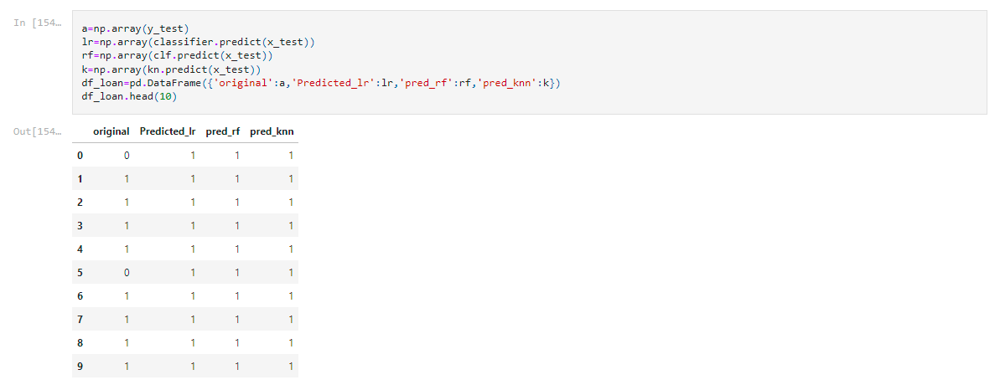 In [154…
a=np.array(y_test)
lr=np.array(classifier.predict(x_test))
rf=np.array(clf.predict(x_test))
k=np.array(kn.predict(x_test))
df_loan=pd.DataFrame({'original':a,'Predicted_lr':lr,'pred_rf':rf,'pred_knn':k})
df_loan.head(10)
Out[154…
original Predicted_lr pred_rf pred_knn
0 0 1 1 1
1 1 1 1 1
2 1 1 1 1
3 1 1 1 1
4 1 1 1 1
5 0 1 1 1
6 1 1 1 1
7 1 1 1 1
8 1 1 1 1
9 1 1 1 1